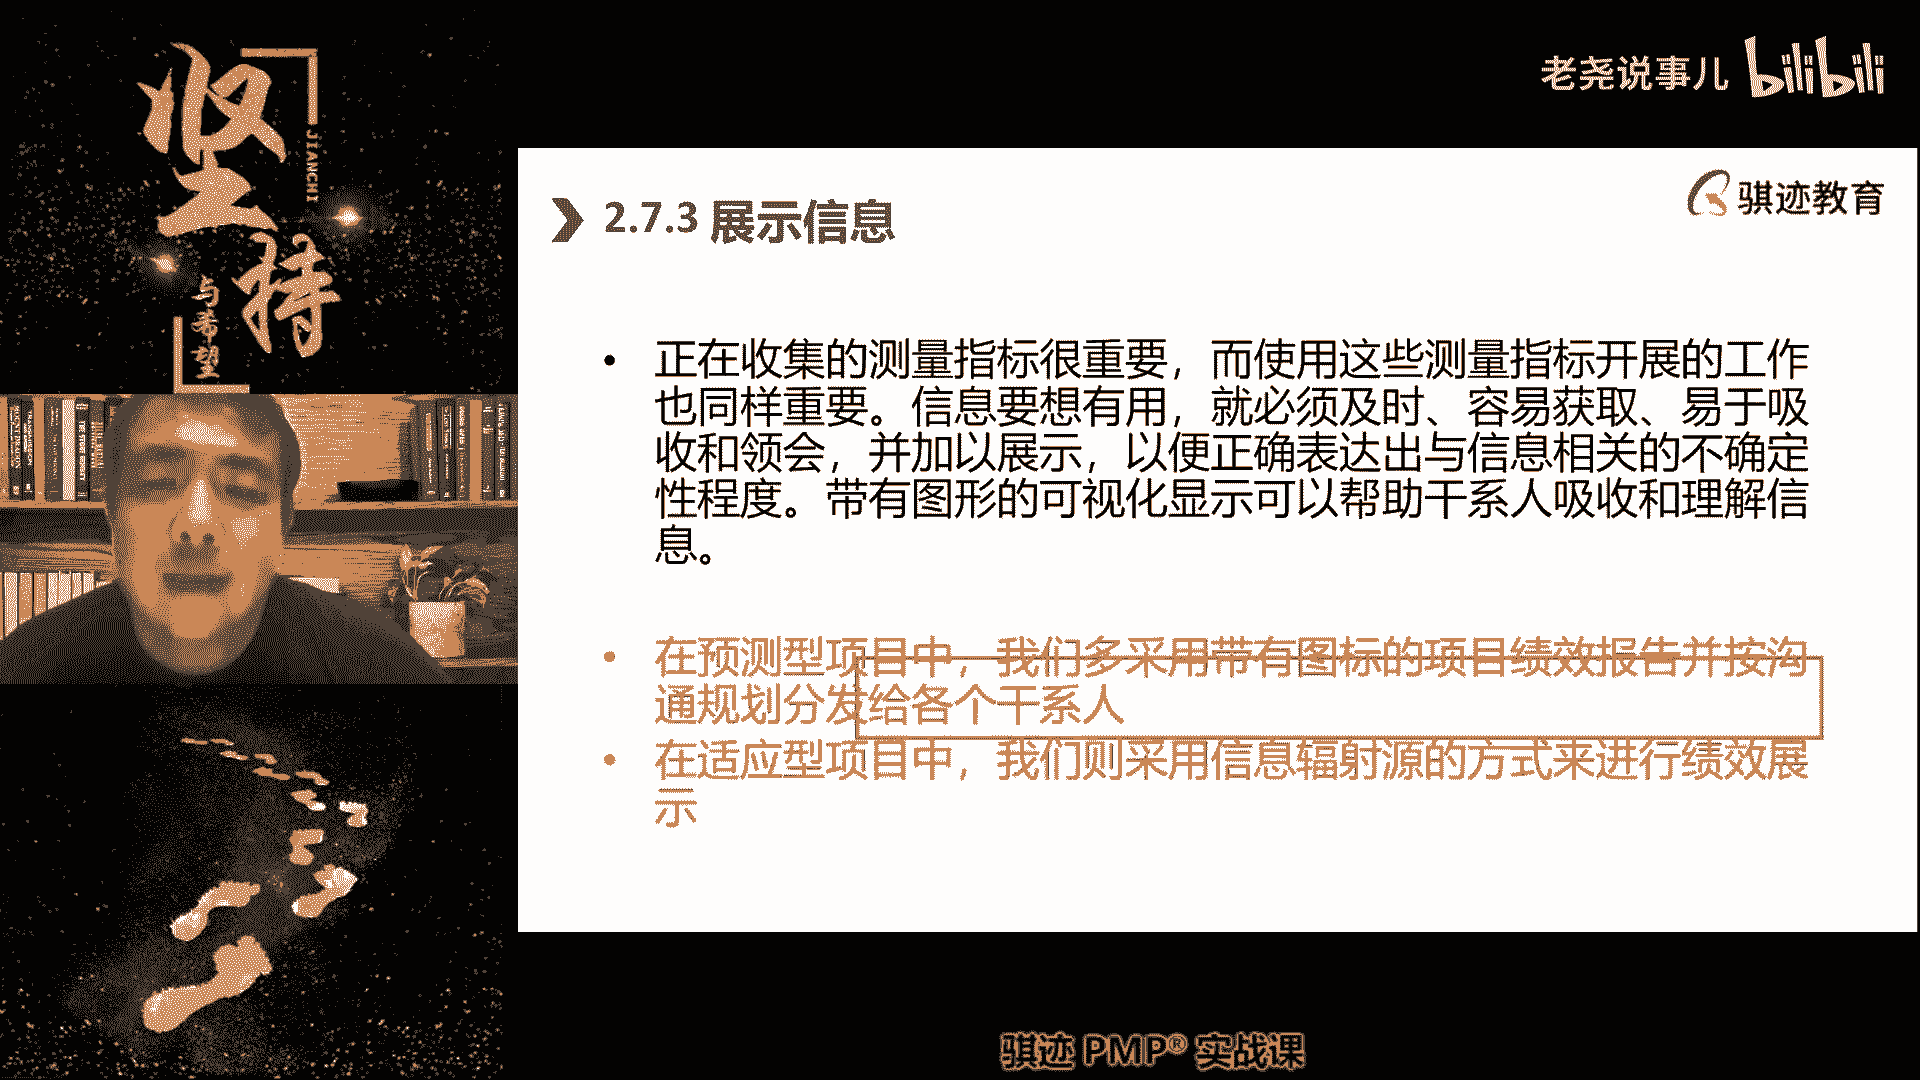 坚持
JIANCHI
与希望
老尧说事儿 bilibili
骐迹教育
2.7.3 展示信息
• 正在收集的测量指标很重要，而使用这些测量指标开展的工作
也同样重要。信息要想有用，就必须及时、容易获取、易于吸
收和领会，并加以展示，以便正确表达出与信息相关的不确定
性程度。带有图形的可视化显示可以帮助干系人吸收和理解信
息。
• 在预测型项目中，我们多采用带有图标的项目绩效报告并按沟
通规划分发给各个干系人
• 在适应型项目中，我们则采用信息辐射源的方式来进行绩效展
示
骐迹 PMP® 实战课